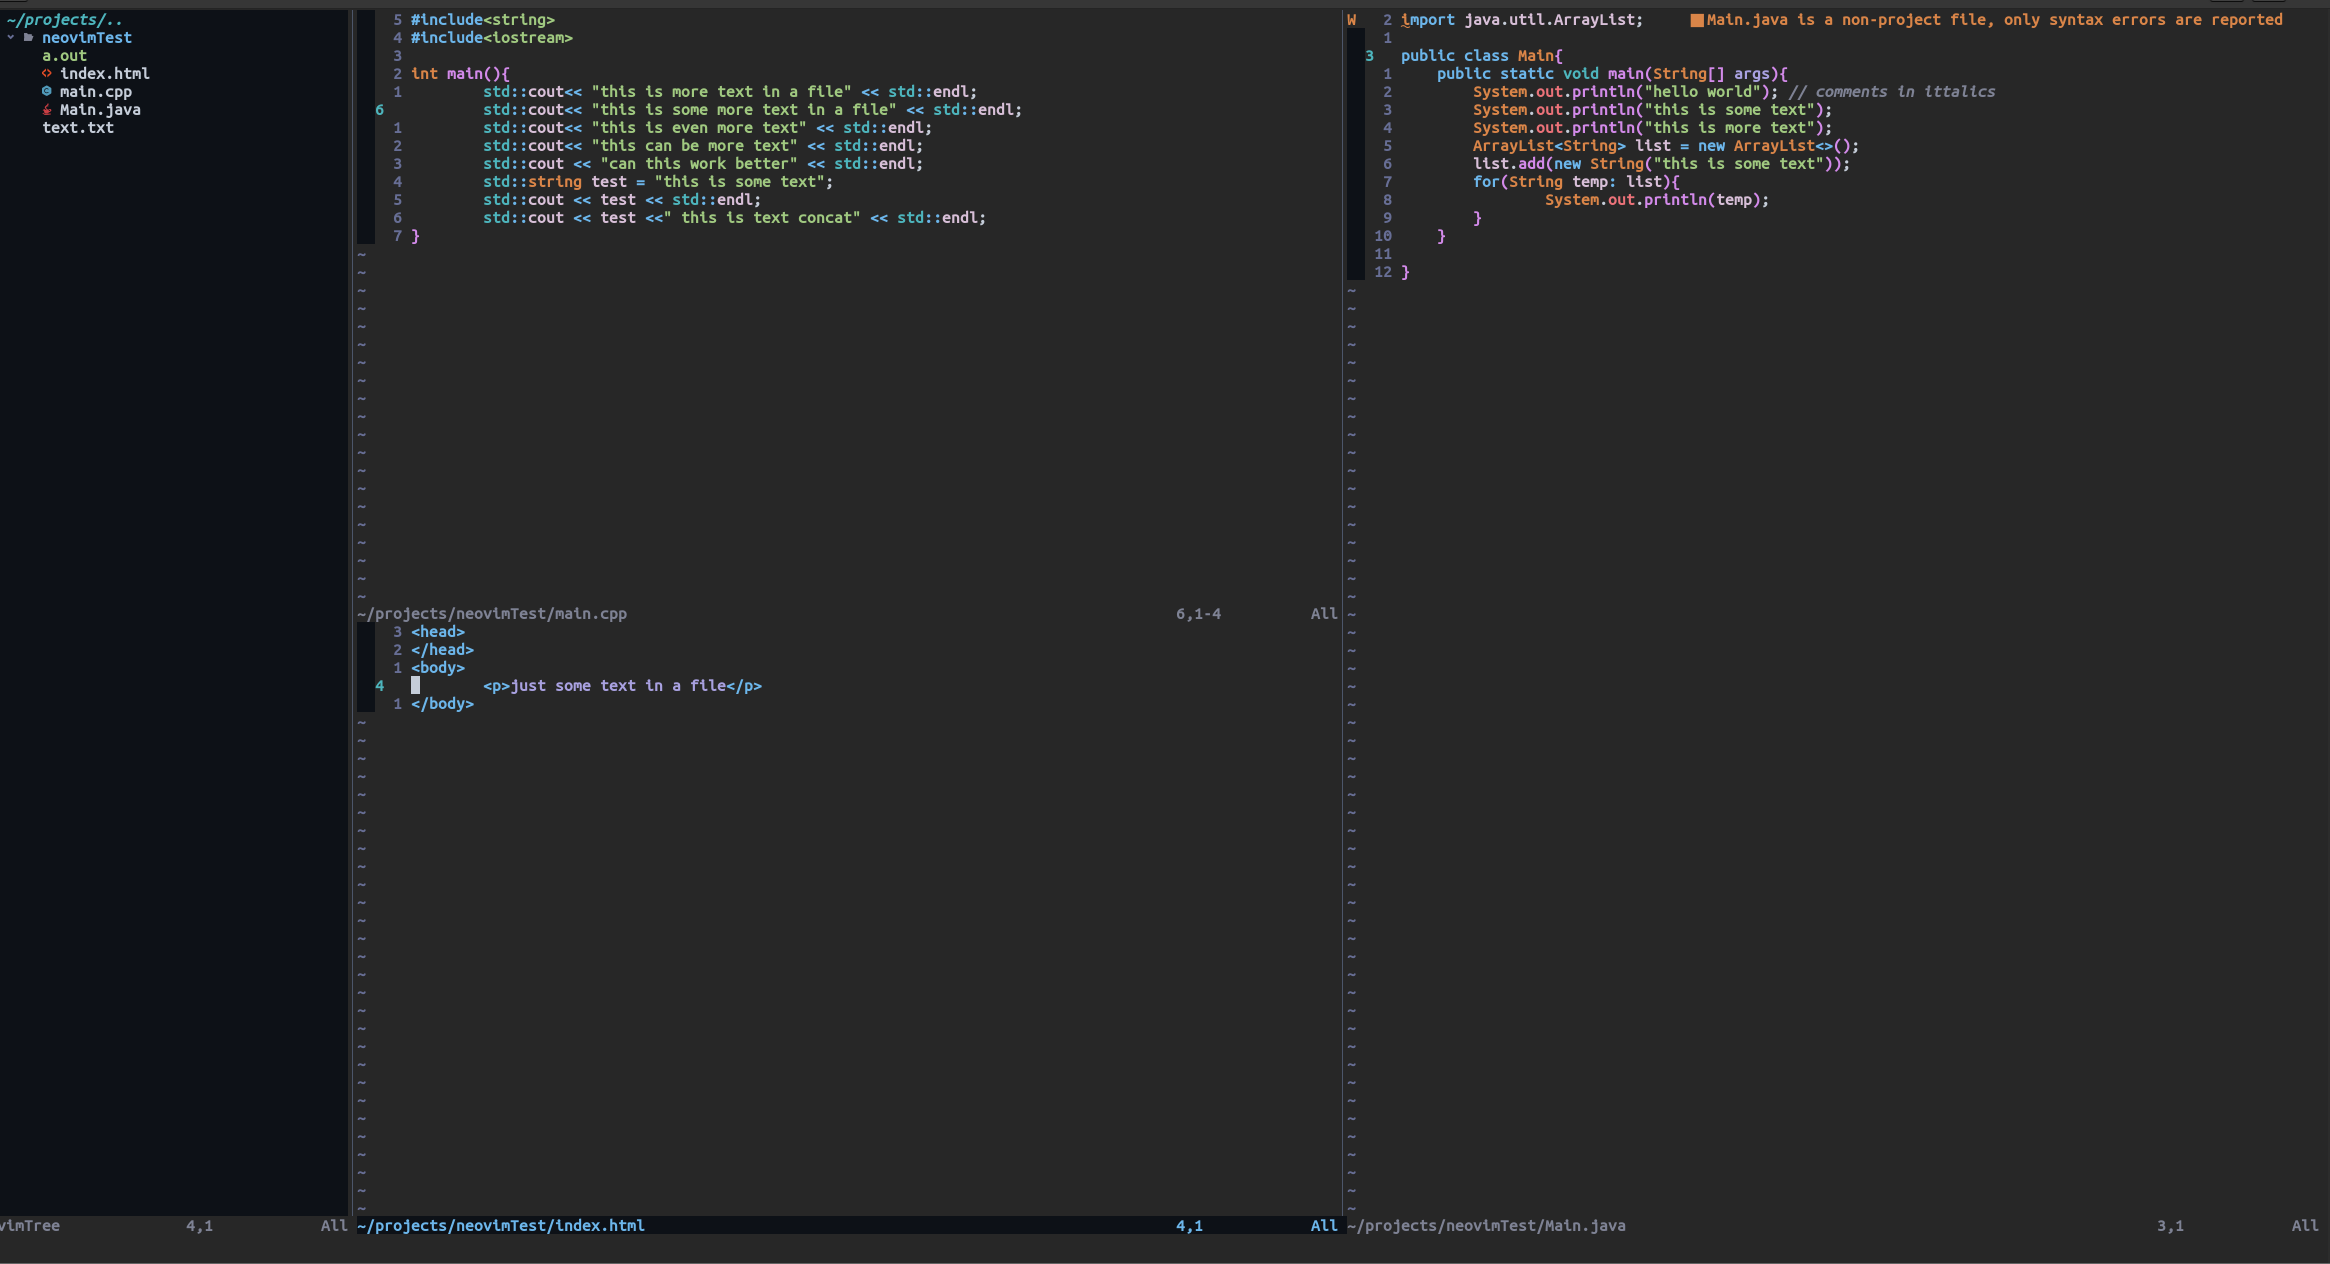 ~/projects/..
neovimTest
a.out
index.html
main.cpp
Main.java
text.txt
vimTree 4,1 All
5 #include<string>
4 #include<iostream>
3
2 int main(){
1 std::cout<< "this is more text in a file" << std::endl;
6 std::cout<< "this is some more text in a file" << std::endl;
1 std::cout<< "this is even more text" << std::endl;
2 std::cout<< "this can be more text" << std::endl;
3 std::cout << "can this work better" << std::endl;
4 std::string test = "this is some text";
5 std::cout << test << std::endl;
6 std::cout << test <<" this is text concat" << std::endl;
7 }
~/projects/neovimTest/main.cpp 6,1-4 All
3 <head>
2 </head>
1 <body>
4 <p>just some text in a file</p>
1 </body>
~/projects/neovimTest/index.html 4,1 All
W 2 import java.util.ArrayList; ■Main.java is a non-project file, only syntax errors are reported
1
3 public class Main{
1 public static void main(String[] args){
2 System.out.println("hello world"); // comments in ittalics
3 System.out.println("this is some text");
4 System.out.println("this is more text");
5 ArrayList<String> list = new ArrayList<>();
6 list.add(new String("this is some text"));
7 for(String temp: list){
8 System.out.println(temp);
9 }
10 }
11
12 }
~/projects/neovimTest/Main.java 3,1 All